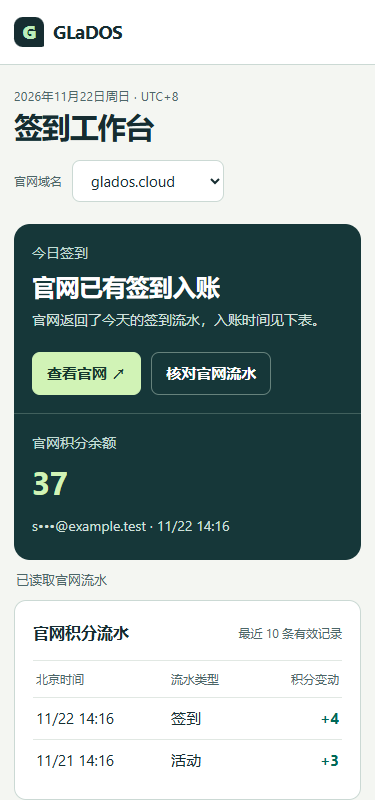 G GLaDOS
2026年11月22日周日 · UTC+8
签到工作台
官网域名 glados.cloud
今日签到
官网已有签到入账
官网返回了今天的签到流水，入账时间见下表。
查看官网 ↗ 核对官网流水
官网积分余额
37
s•••@example.test · 11/22 14:16
已读取官网流水
官网积分流水 最近 10 条有效记录
北京时间 流水类型 积分变动
11/22 14:16 签到 +4
11/21 14:16 活动 +3